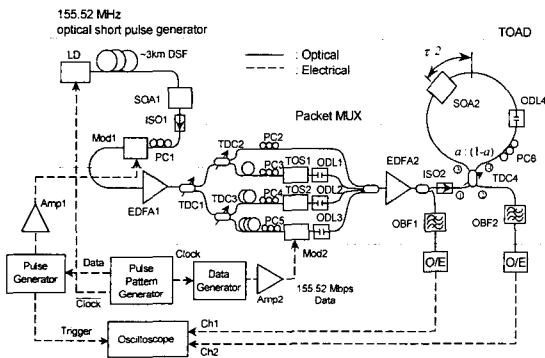 155.52 MHz
optical short pulse generator
TOAD
LD
~3km DSF
: Optical
: Electrical
τ 2
SOA1
SOA2
ODL4
ISO1
Packet MUX
Mod1
PC1
TDC2
PC2
a : (1-a)
PC6
PC3
TOS1
ODL1
EDFA2
ISO2
TDC4
EDFA1
TDC1
TDC3
PC4
TOS2
ODL2
PC5
ODL3
OBF1
OBF2
Amp1
Mod2
O/E
O/E
Data
Clock
Pulse
Generator
Pulse
Pattern
Generator
Data
Generator
Amp2
155.52 Mbps
Data
Clock
Trigger
Oscilloscope
Ch1
Ch2